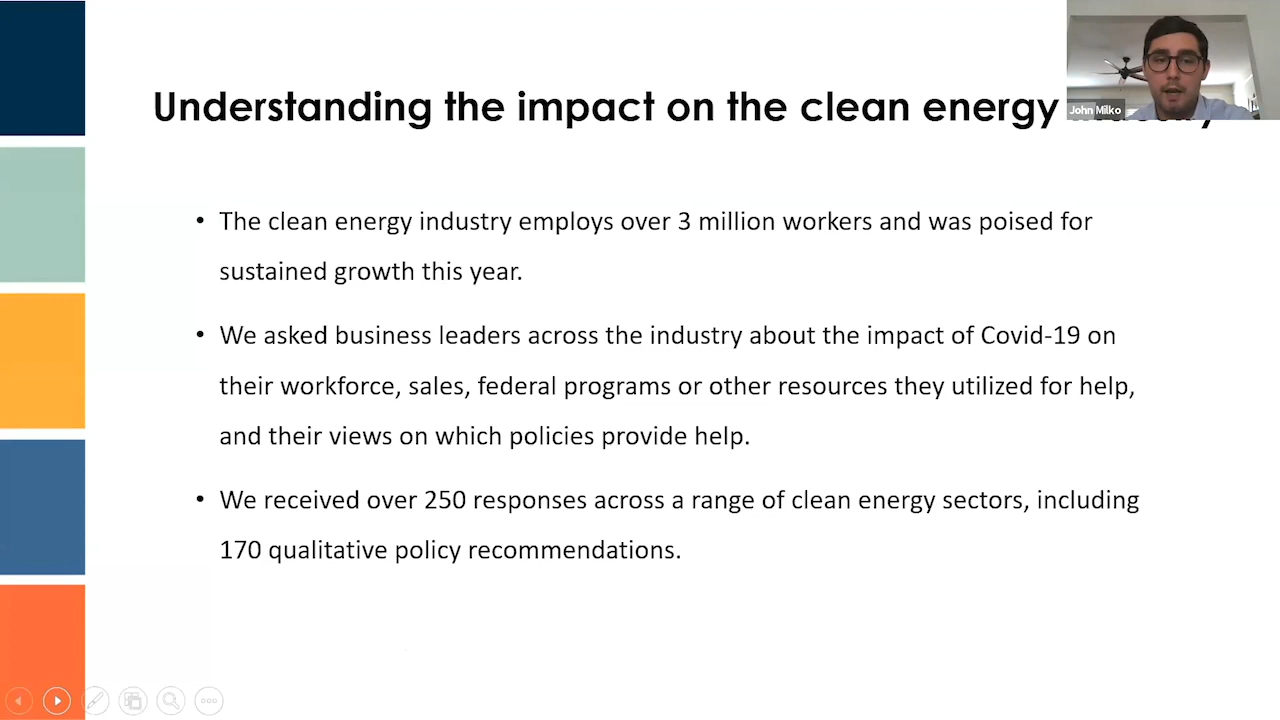 Understanding the impact on the clean energy
John Milko
• The clean energy industry employs over 3 million workers and was poised for
sustained growth this year.
• We asked business leaders across the industry about the impact of Covid-19 on
their workforce, sales, federal programs or other resources they utilized for help,
and their views on which policies provide help.
• We received over 250 responses across a range of clean energy sectors, including
170 qualitative policy recommendations.